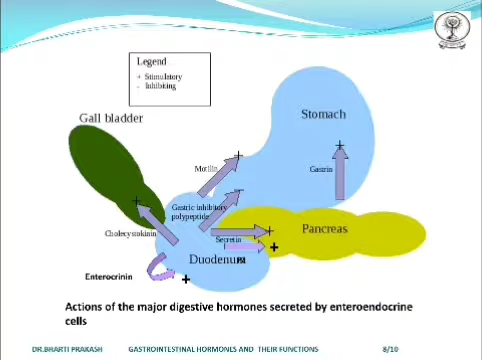 Legend
+ Stimulatory
- Inhibiting
Gall bladder
Stomach
+
Motilin
+
Gastrin
-
+
Gastric inhibitory
polypeptide
Cholecystokinin
+
Pancreas
Secretin
+
Duodenum
Enterocrinin
+
Actions of the major digestive hormones secreted by enteroendocrine
cells
DR.BHARTI PRAKASH GASTROINTESTINAL HORMONES AND THEIR FUNCTIONS 8/10